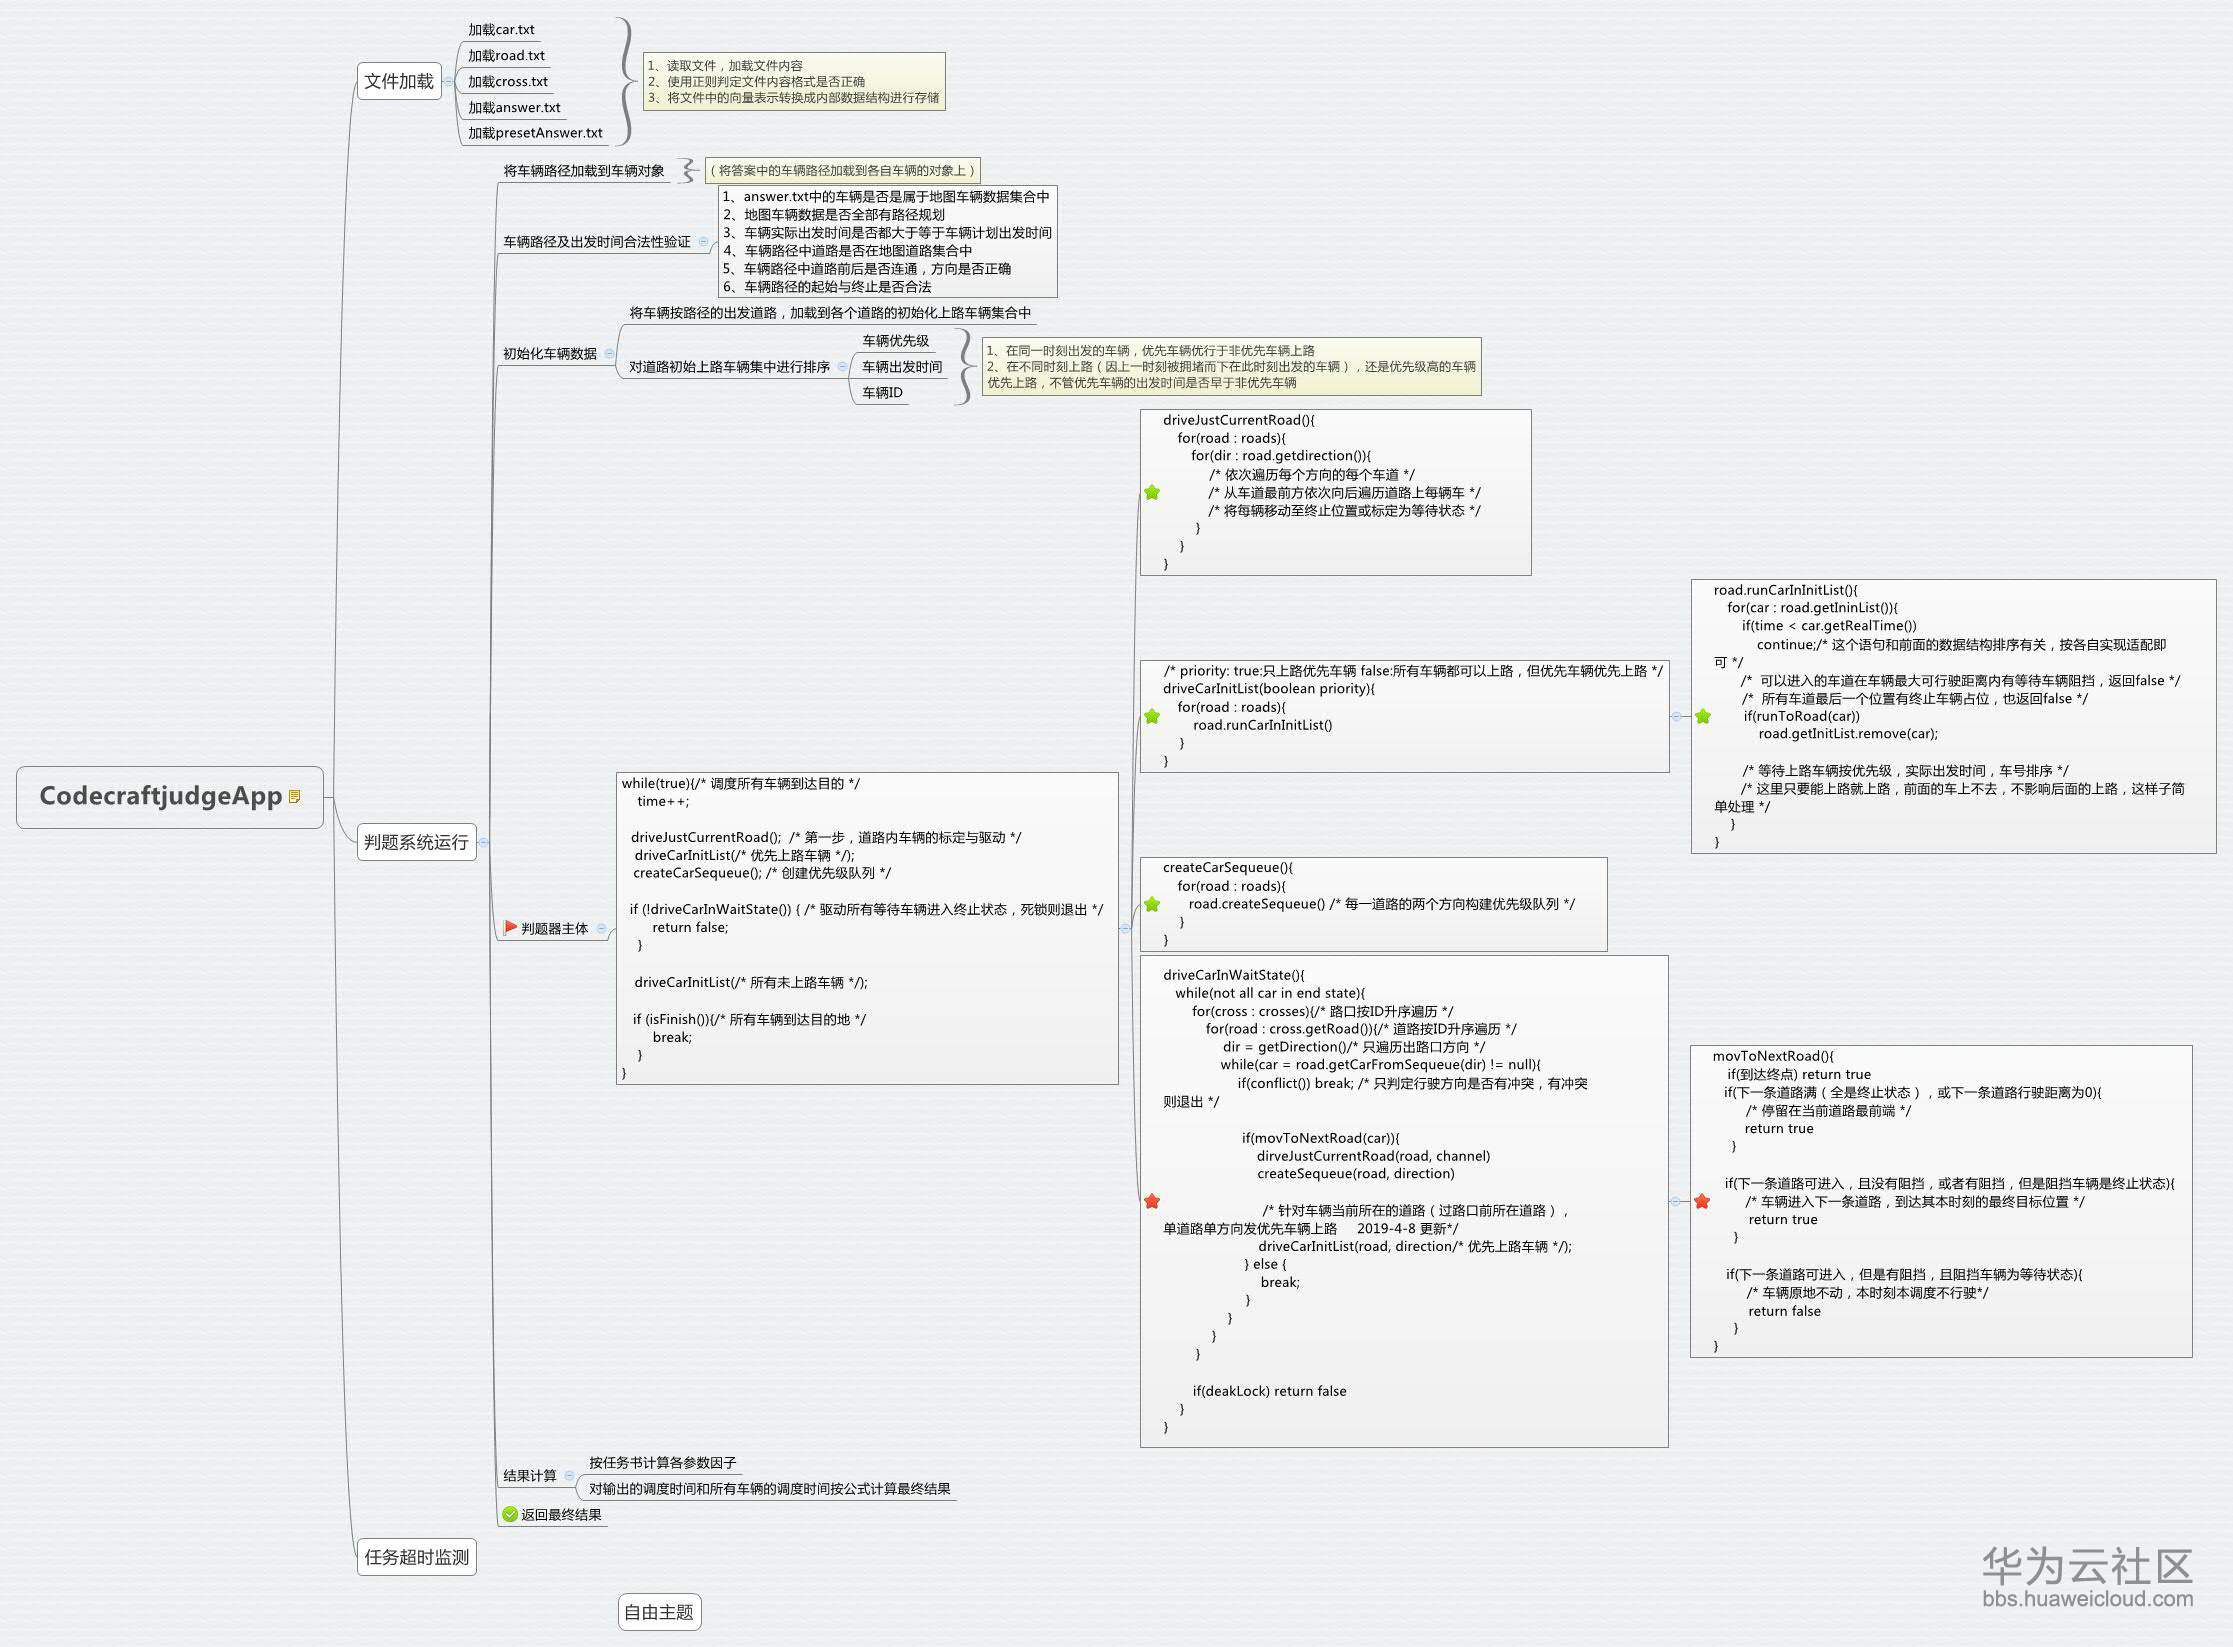 CodecraftjudgeApp
文件加载
加载car.txt
加载road.txt
加载cross.txt
加载answer.txt
加载presetAnswer.txt
1、读取文件，加载文件内容
2、使用正则判定文件内容格式是否正确
3、将文件中的向量表示转换成内部数据结构进行存储
判题系统运行
将车辆路径加载到车辆对象
（将答案中的车辆路径加载到各自车辆的对象上）
车辆路径及出发时间合法性验证
1、answer.txt中的车辆是否是属于地图车辆数据集合中
2、地图车辆数据是否全部有路径规划
3、车辆实际出发时间是否都大于等于车辆计划出发时间
4、车辆路径中道路是否在地图道路集合中
5、车辆路径中道路前后是否连通，方向是否正确
6、车辆路径的起始与终止是否合法
初始化车辆数据
将车辆按路径的出发道路，加载到各个道路的初始化上路车辆集合中
对道路初始上路车辆集中进行排序
车辆优先级
车辆出发时间
车辆ID
1、在同一时刻出发的车辆，优先车辆优行于非优先车辆上路
2、在不同时刻上路（因上一时刻被拥堵而下在此时刻出发的车辆），还是优先级高的车辆
优先上路，不管优先车辆的出发时间是否早于非优先车辆
判题器主体
while(true){/* 调度所有车辆到达目的 */
time++;
driveJustCurrentRoad();  /* 第一步，道路内车辆的标定与驱动 */
driveCarInitList(/* 优先上路车辆 */);
createCarSequeue(); /* 创建优先级队列 */
if (!driveCarInWaitState()) { /* 驱动所有等待车辆进入终止状态，死锁则退出 */
return false;
}
driveCarInitList(/* 所有未上路车辆 */);
if (isFinish()){/* 所有车辆到达目的地 */
break;
}
}
driveJustCurrentRoad(){
for(road : roads){
for(dir : road.getdirection()){
/* 依次遍历每个方向的每个车道 */
/* 从车道最前方依次向后遍历道路上每辆车 */
/* 将每辆移动至终止位置或标定为等待状态 */
}
}
}
/* priority: true:只上路优先车辆 false:所有车辆都可以上路，但优先车辆优先上路 */
driveCarInitList(boolean priority){
for(road : roads){
road.runCarInInitList()
}
}
road.runCarInInitList(){
for(car : road.getIninList()){
if(time < car.getRealTime())
continue;/* 这个语句和前面的数据结构排序有关，按各自实现适配即
可 */
/*  可以进入的车道在车辆最大可行驶距离内有等待车辆阻挡，返回false */
/*  所有车道最后一个位置有终止车辆占位，也返回false */
if(runToRoad(car))
road.getInitList.remove(car);
/* 等待上路车辆按优先级，实际出发时间，车号排序 */
/* 这里只要能上路就上路，前面的车上不去，不影响后面的上路，这样子简
单处理 */
}
}
createCarSequeue(){
for(road : roads){
road.createSequeue() /* 每一道路的两个方向构建优先级队列 */
}
}
driveCarInWaitState(){
while(not all car in end state){
for(cross : crosses){/* 路口按ID升序遍历 */
for(road : cross.getRoad()){/* 道路按ID升序遍历 */
dir = getDirection()/* 只遍历出路口方向 */
while(car = road.getCarFromSequeue(dir) != null){
if(conflict()) break; /* 只判定行驶方向是否有冲突，有冲突
则退出 */
if(movToNextRoad(car)){
dirveJustCurrentRoad(road, channel)
createSequeue(road, direction)
/* 针对车辆当前所在的道路（过路口前所在道路），
单道路单方向发优先车辆上路     2019-4-8 更新*/
driveCarInitList(road, direction/* 优先上路车辆 */);
} else {
break;
}
}
}
}
if(deakLock) return false
}
}
movToNextRoad(){
if(到达终点) return true
if(下一条道路满（全是终止状态），或下一条道路行驶距离为0){
/* 停留在当前道路最前端 */
return true
}
if(下一条道路可进入，且没有阻挡，或者有阻挡，但是阻挡车辆是终止状态){
/* 车辆进入下一条道路，到达其本时刻的最终目标位置 */
return true
}
if(下一条道路可进入，但是有阻挡，且阻挡车辆为等待状态){
/* 车辆原地不动，本时刻本调度不行驶*/
return false
}
}
结果计算
按任务书计算各参数因子
对输出的调度时间和所有车辆的调度时间按公式计算最终结果
返回最终结果
任务超时监测
自由主题
华为云社区
bbs.huaweicloud.com